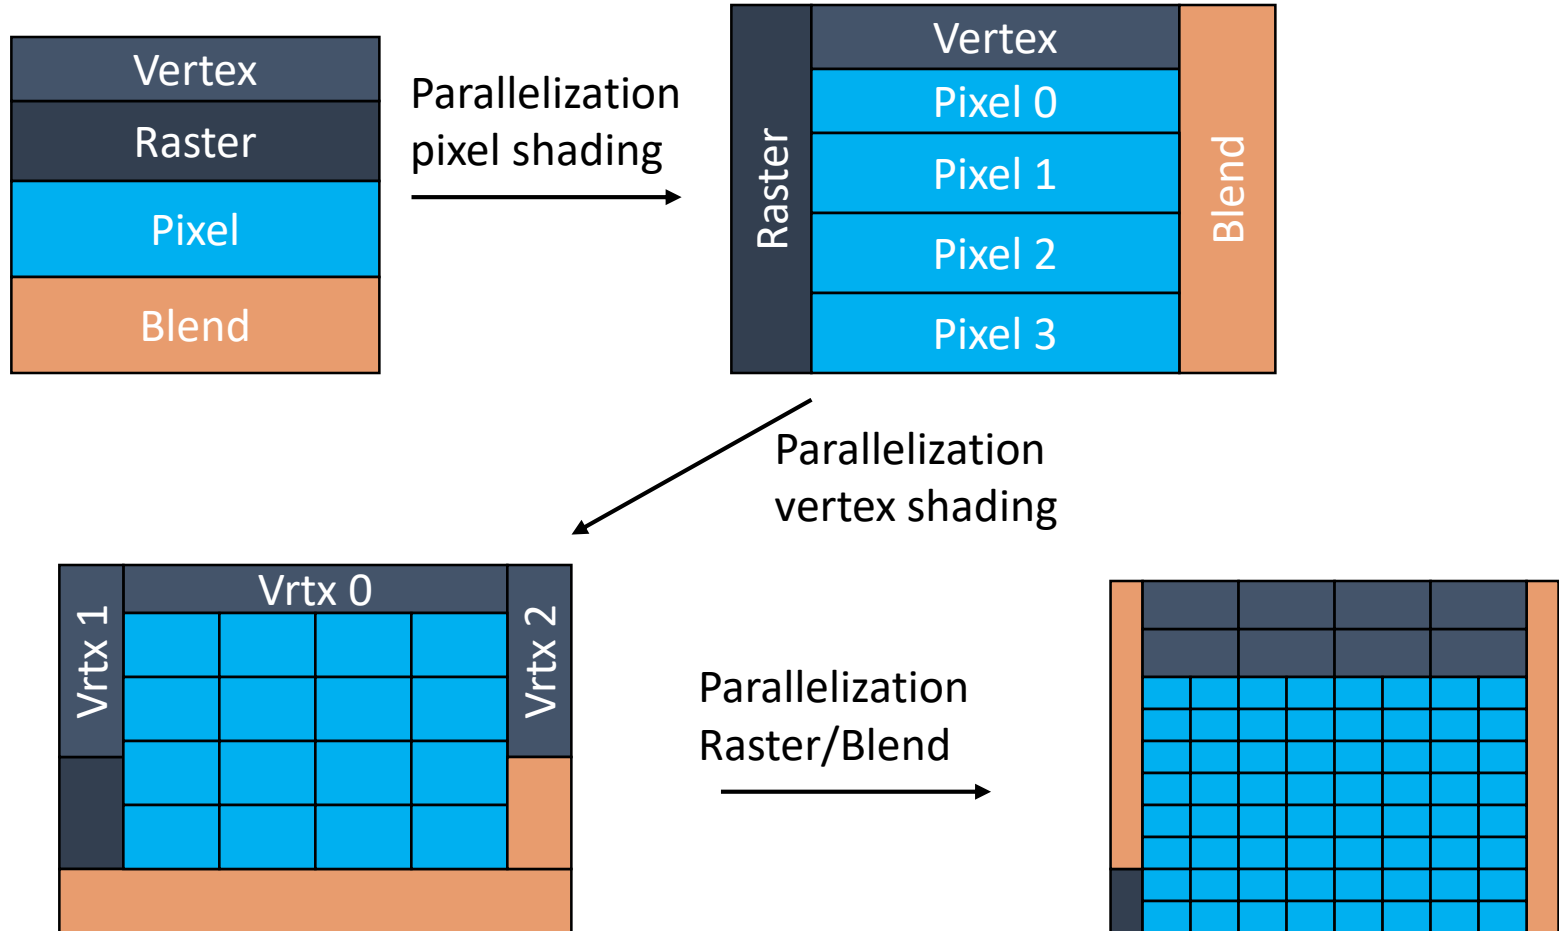 Vertex
Raster
Pixel
Blend
Parallelization
pixel shading
Raster
Vertex
Pixel 0
Pixel 1
Pixel 2
Pixel 3
Blend
Parallelization
vertex shading
Vrtx 1
Vrtx 0
Vrtx 2
Parallelization
Raster/Blend